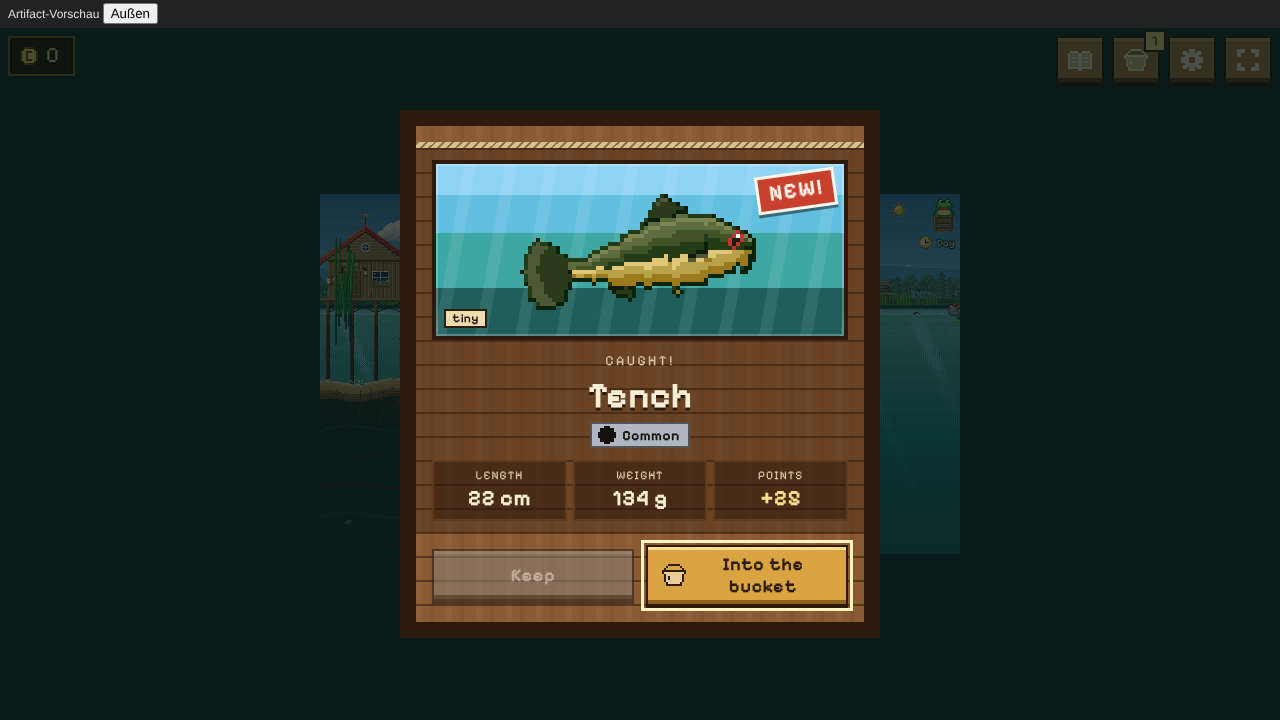 Artifact-Vorschau Außen
0
1
Day
NEW!
tiny
CAUGHT!
Tench
Common
LENGTH WEIGHT POINTS
22 cm 134 g +28
Keep
Into the
bucket